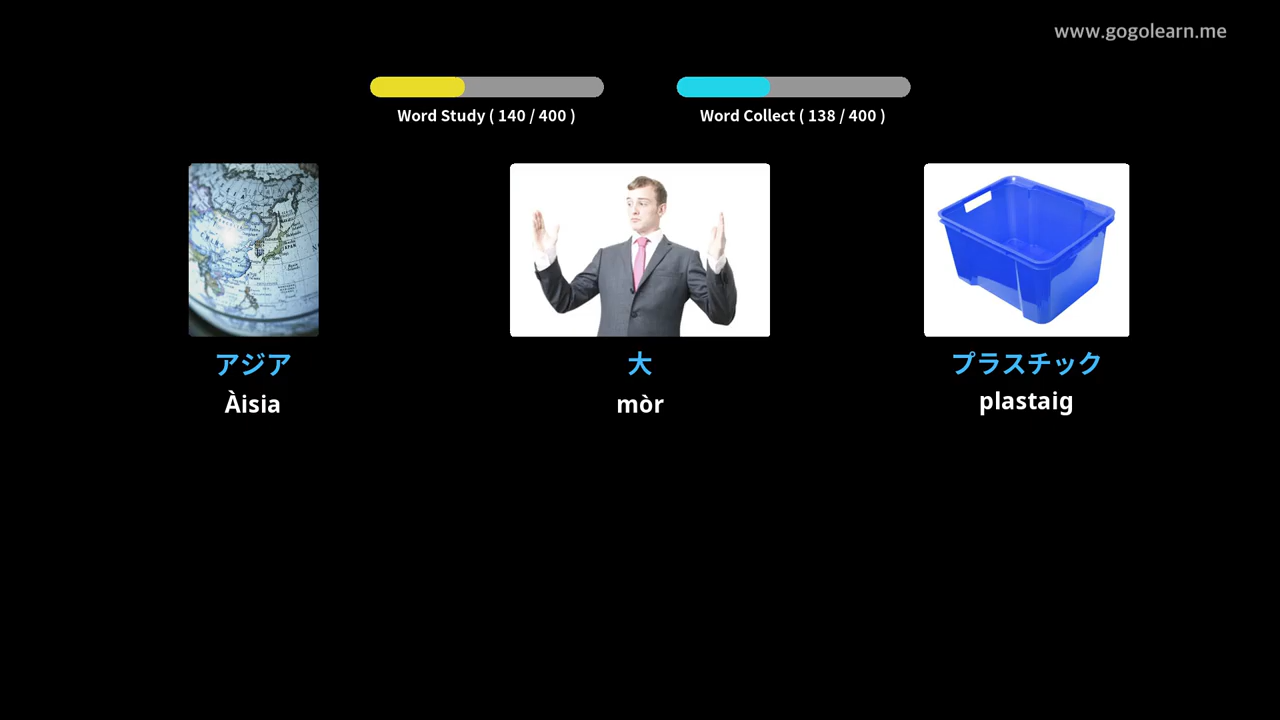 www.gogolearn.me
Word Study ( 140 / 400 )
Word Collect ( 138 / 400 )
アジア
Àisia
大
mòr
プラスチック
plastaig